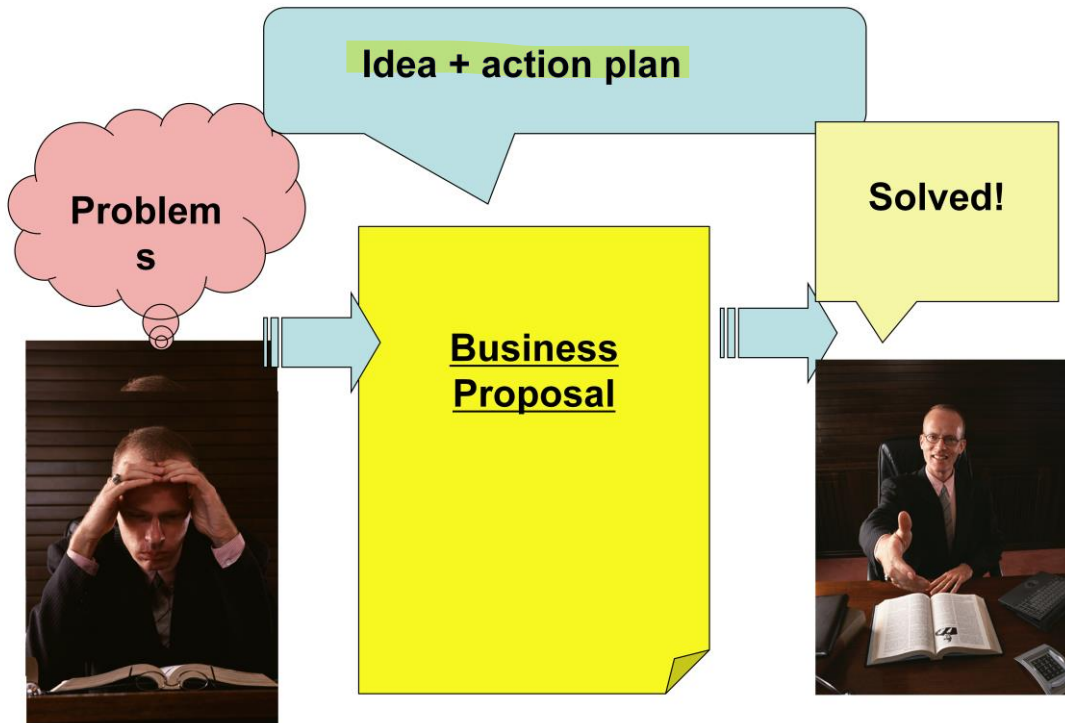 Idea + action plan
Problem
s
Solved!
Business
Proposal